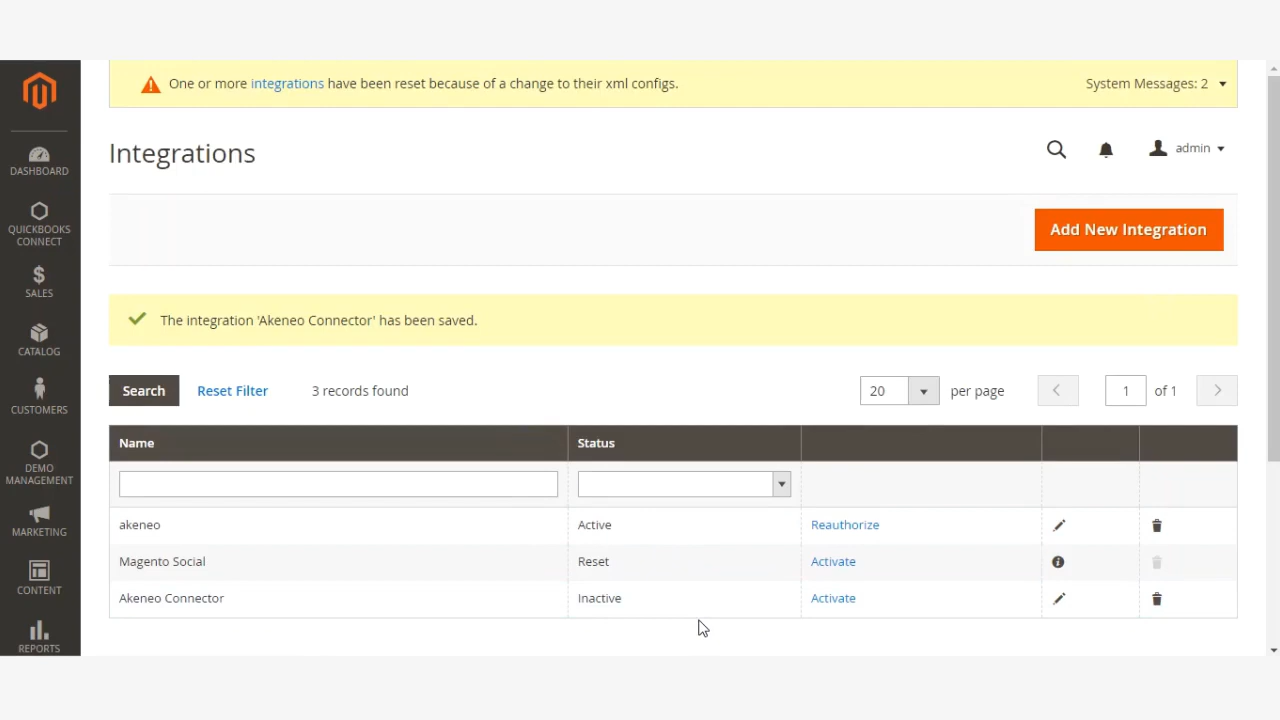 One or more integrations have been reset because of a change to their xml configs. System Messages: 2
Integrations
admin
DASHBOARD
QUICKBOOKS
CONNECT
SALES
CATALOG
CUSTOMERS
DEMO
MANAGEMENT
MARKETING
CONTENT
REPORTS
Add New Integration
The integration 'Akeneo Connector' has been saved.
Search Reset Filter 3 records found 20 per page 1 of 1
Name Status
akeneo Active Reauthorize
Magento Social Reset Activate
Akeneo Connector Inactive Activate